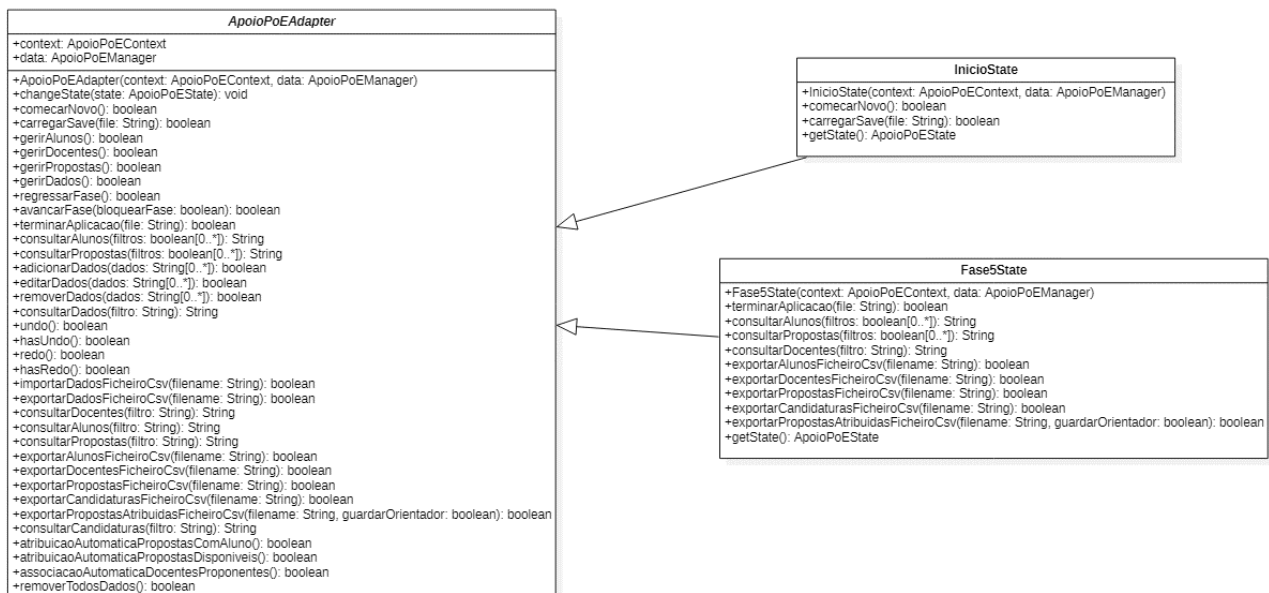 ApoioPoEAdapter
+context: ApoioPoEContext
+data: ApoioPoEManager
+ApoioPoEAdapter(context: ApoioPoEContext, data: ApoioPoEManager)
+changeState(state: ApoioPoEState): void
+comecarNovo(): boolean
+carregarSave(file: String): boolean
+gerirAlunos(): boolean
+gerirDocentes(): boolean
+gerirPropostas(): boolean
+gerirDados(): boolean
+regressarFase(): boolean
+avancarFase(bloquearFase: boolean): boolean
+terminarAplicacao(file: String): boolean
+consultarAlunos(filtros: boolean[0..*]): String
+consultarPropostas(filtros: boolean[0..*]): String
+adicionarDados(dados: String[0..*]): boolean
+editarDados(dados: String[0..*]): boolean
+removerDados(dados: String[0..*]): boolean
+consultarDados(filtro: String): String
+undo(): boolean
+hasUndo(): boolean
+redo(): boolean
+hasRedo(): boolean
+importarDadosFicheiroCsv(filename: String): boolean
+exportarDadosFicheiroCsv(filename: String): boolean
+consultarDocentes(filtro: String): String
+consultarAlunos(filtro: String): String
+consultarPropostas(filtro: String): String
+exportarAlunosFicheiroCsv(filename: String): boolean
+exportarDocentesFicheiroCsv(filename: String): boolean
+exportarPropostasFicheiroCsv(filename: String): boolean
+exportarCandidaturasFicheiroCsv(filename: String): boolean
+exportarPropostasAtribuidasFicheiroCsv(filename: String, guardarOrientador: boolean): boolean
+consultarCandidaturas(filtro: String): String
+atribuicaoAutomaticaPropostasComAluno(): boolean
+atribuicaoAutomaticaPropostasDisponiveis(): boolean
+associacaoAutomaticaDocentesProponentes(): boolean
+removerTodosDados(): boolean
InicioState
+InicioState(context: ApoioPoEContext, data: ApoioPoEManager)
+comecarNovo(): boolean
+carregarSave(file: String): boolean
+getState(): ApoioPoEState
Fase5State
+Fase5State(context: ApoioPoEContext, data: ApoioPoEManager)
+terminarAplicacao(file: String): boolean
+consultarAlunos(filtros: boolean[0..*]): String
+consultarPropostas(filtros: boolean[0..*]): String
+consultarDocentes(filtro: String): String
+exportarAlunosFicheiroCsv(filename: String): boolean
+exportarDocentesFicheiroCsv(filename: String): boolean
+exportarPropostasFicheiroCsv(filename: String): boolean
+exportarCandidaturasFicheiroCsv(filename: String): boolean
+exportarPropostasAtribuidasFicheiroCsv(filename: String, guardarOrientador: boolean): boolean
+getState(): ApoioPoEState